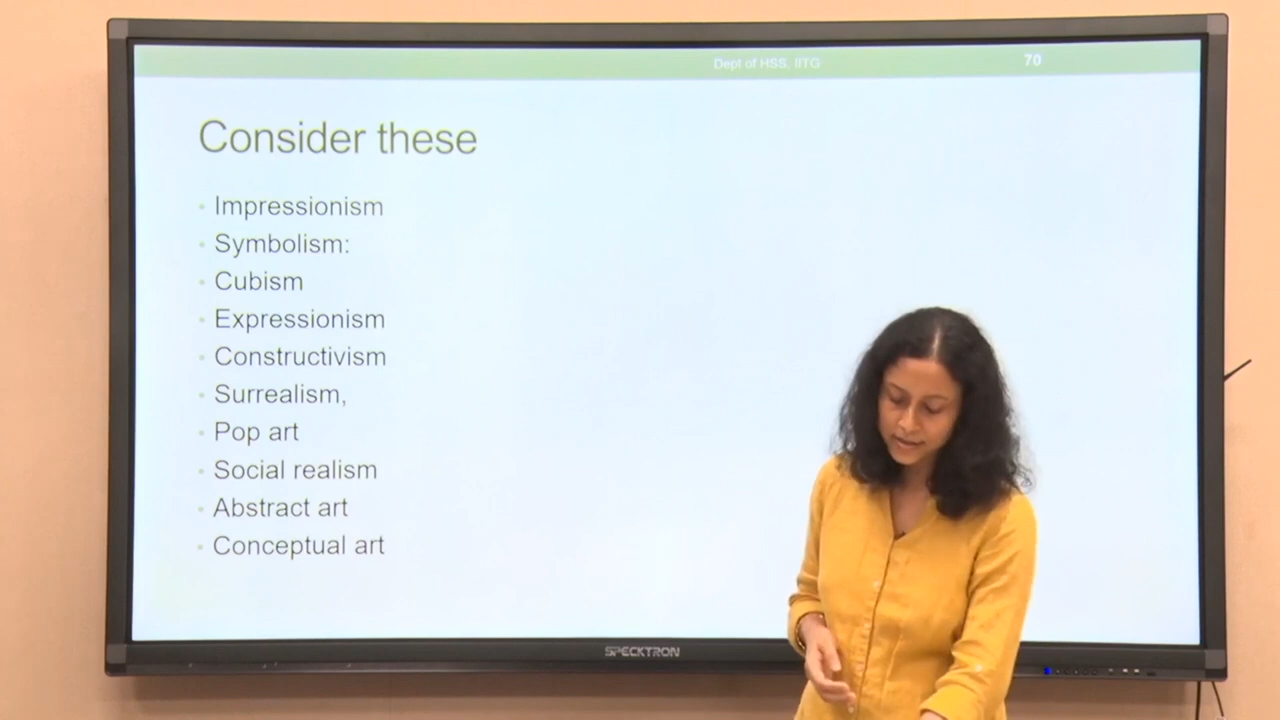 Dept of HSS, IITG
70
Consider these
• Impressionism
• Symbolism:
• Cubism
• Expressionism
• Constructivism
• Surrealism,
• Pop art
• Social realism
• Abstract art
• Conceptual art
SPECKTRON